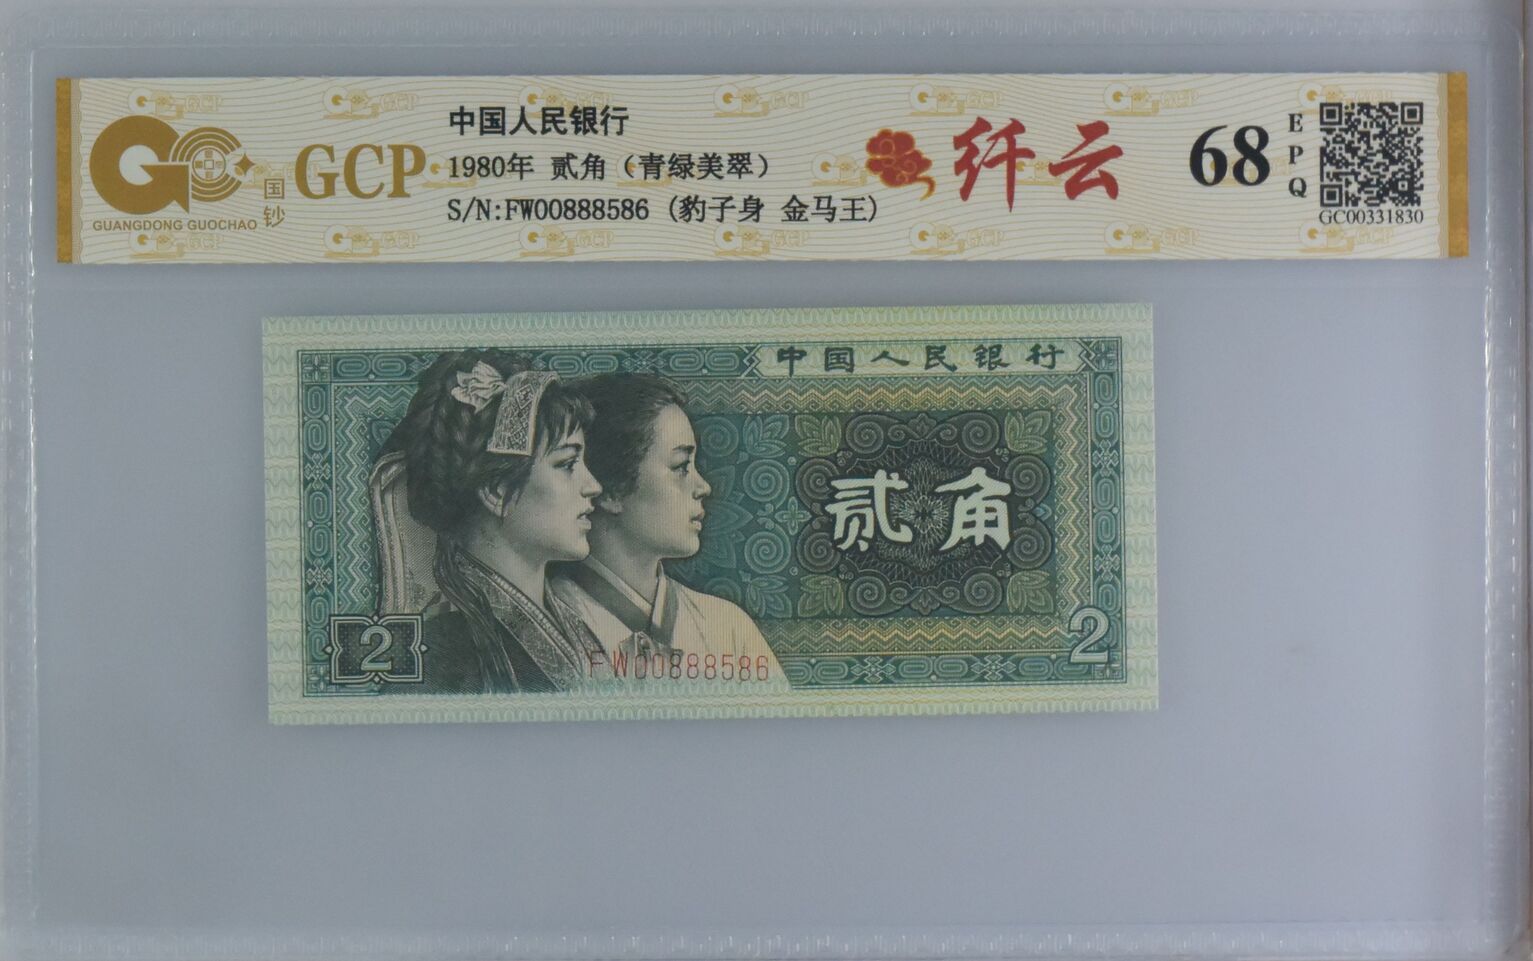 中国人民银行
GCP 1980年 贰角（青绿美翠）
S/N:FW00888586 (豹子身 金马王)
国钞
GUANGDONG GUOCHAO
纤云
68
EPQ
GC00331830
中国人民银行
贰角
2
2
FW00888586